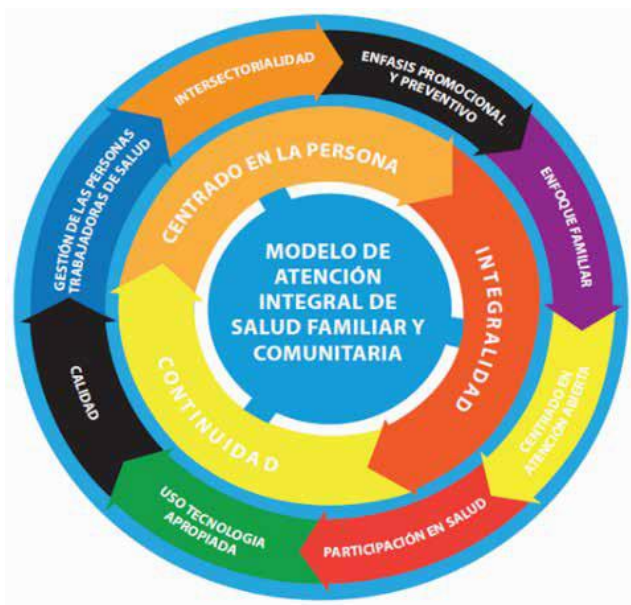 INTERSECTORIALIDAD
ENFASIS PROMOCIONAL
Y PREVENTIVO
ENFOQUE FAMILIAR
CENTRADO EN
ATENCIÓN ABIERTA
PARTICIPACIÓN EN SALUD
USO TECNOLOGIA
APROPIADA
CALIDAD
GESTIÓN DE LAS PERSONAS
TRABAJADORAS DE SALUD
CENTRADO EN LA PERSONA
INTEGRALIDAD
CONTINUIDAD
MODELO DE
ATENCIÓN
INTEGRAL DE
SALUD FAMILIAR Y
COMUNITARIA